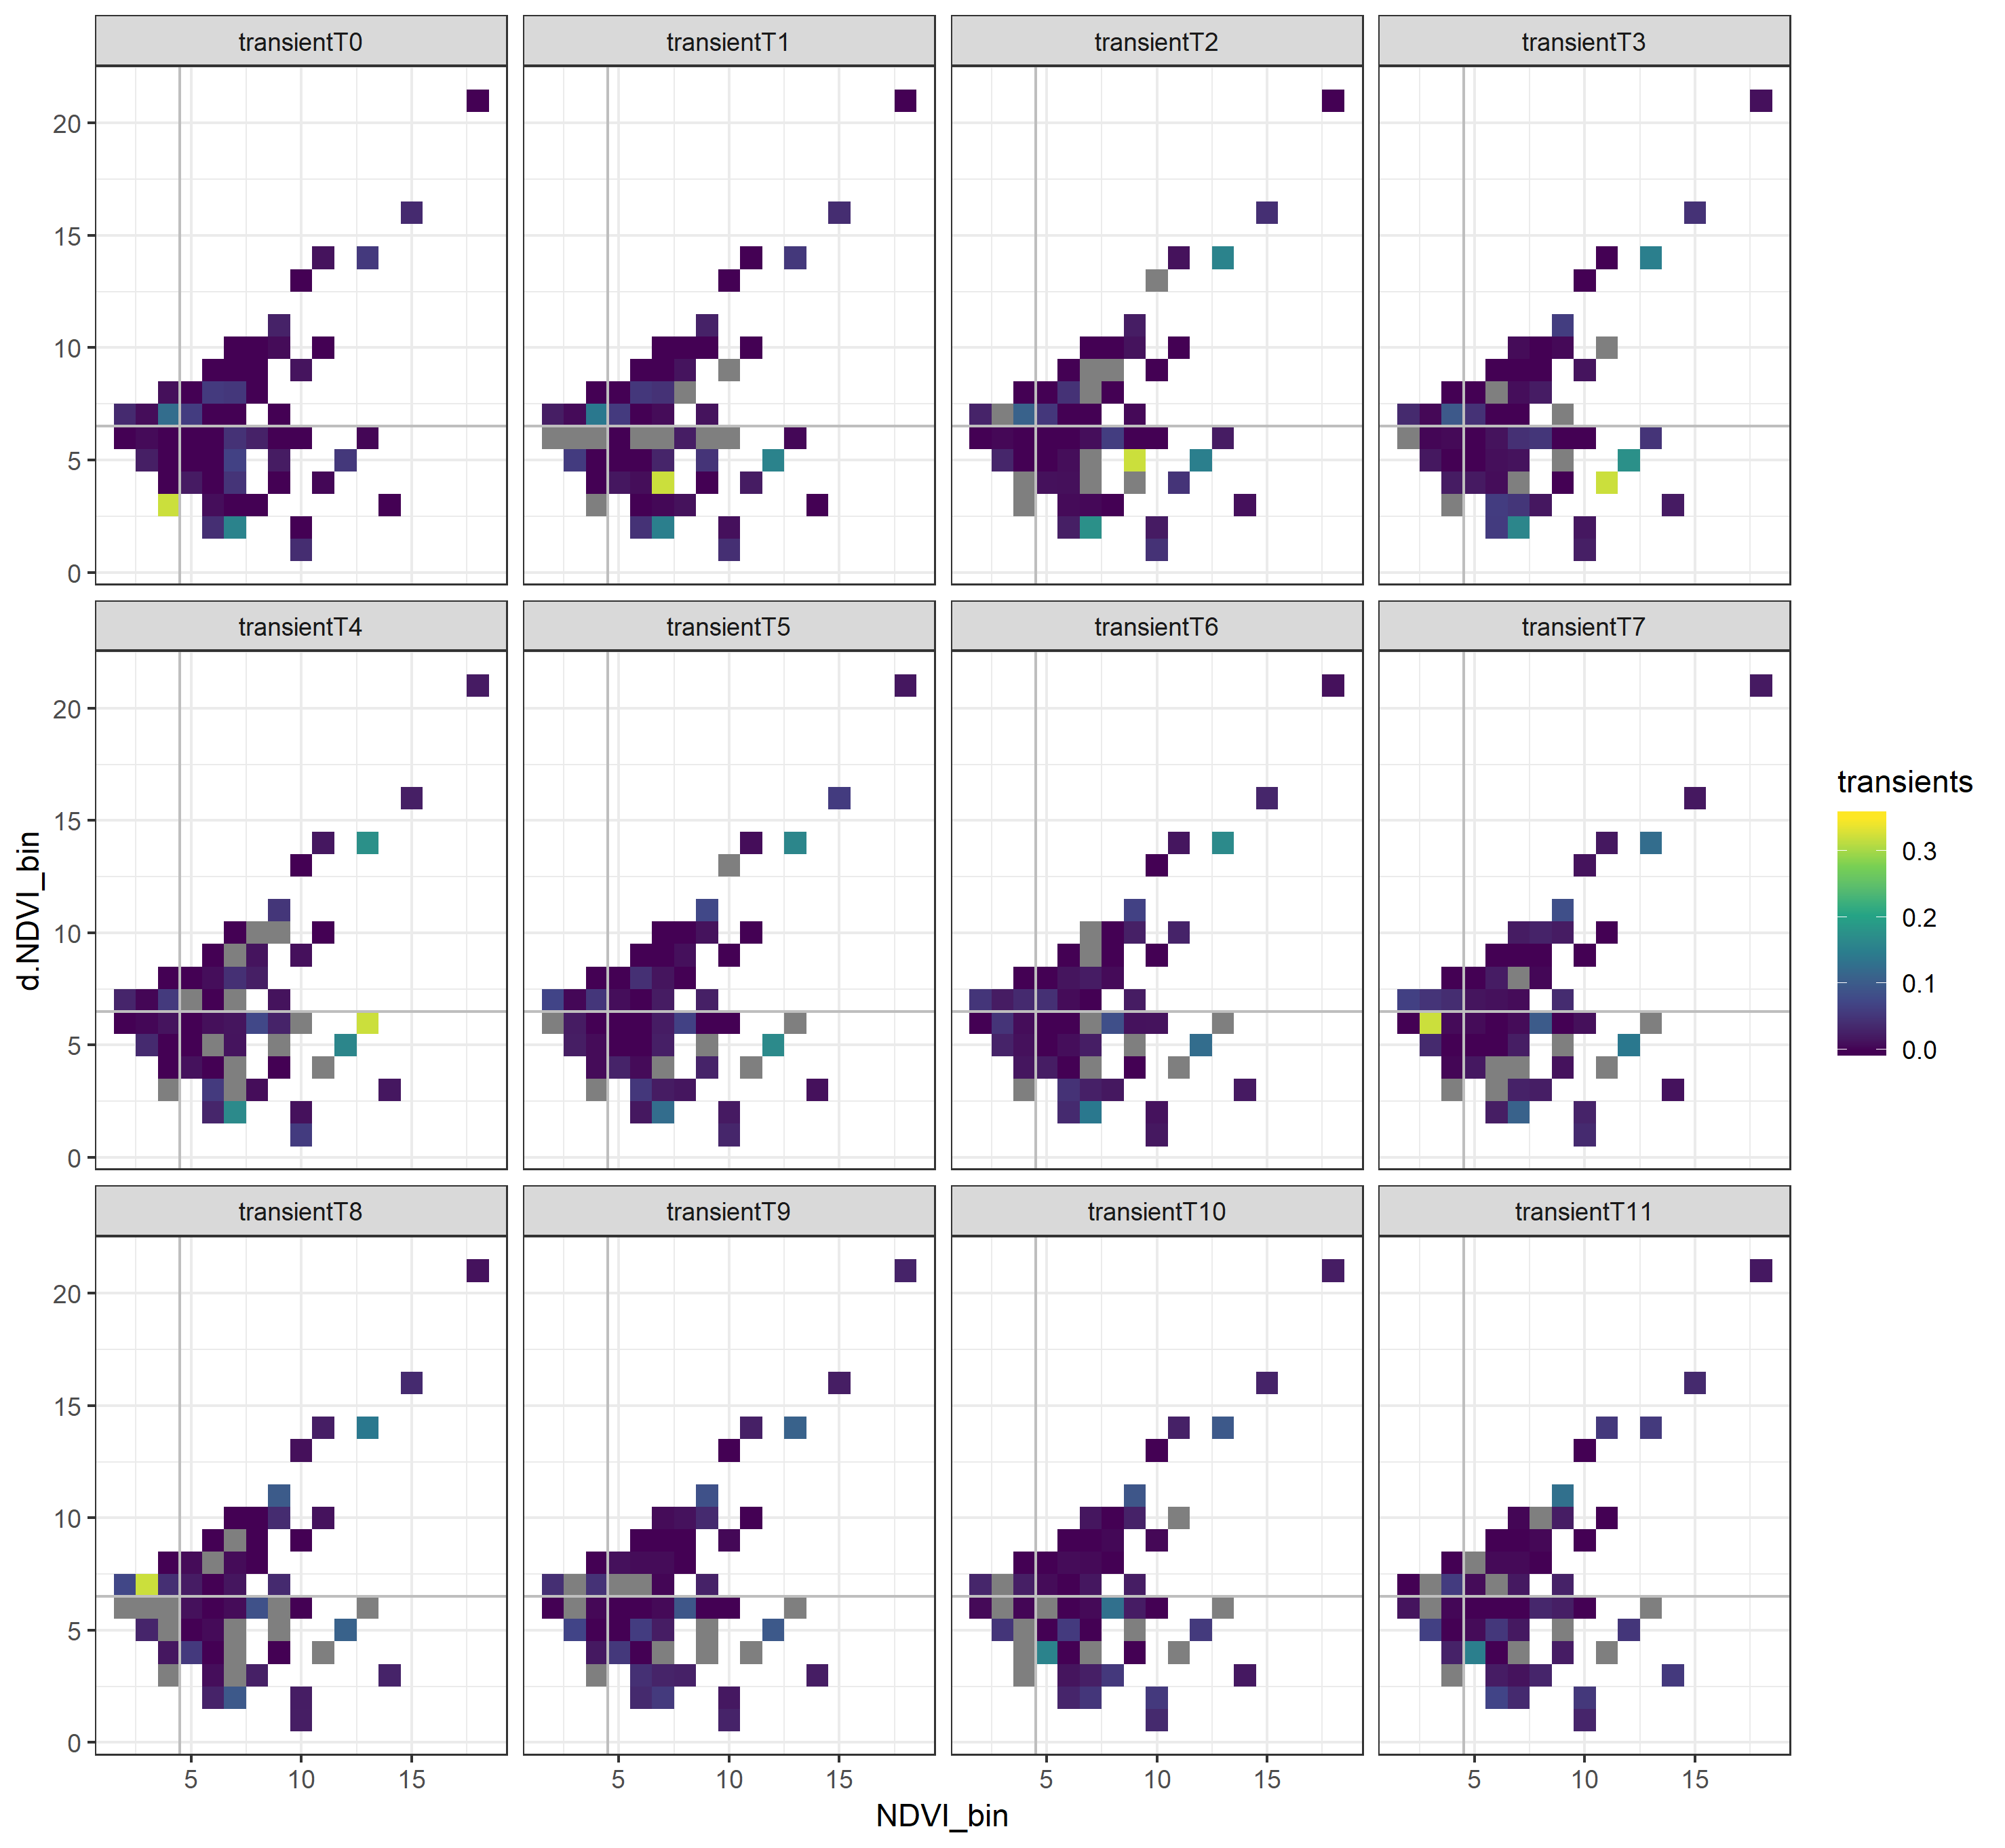 transientT0 transientT1 transientT2 transientT3
20
15
10
5
0
transientT4 transientT5 transientT6 transientT7
20
15
10
5
0
transientT8 transientT9 transientT10 transientT11
20
15
10
5
0
5 10 15 5 10 15 5 10 15 5 10 15
NDVI_bin
d.NDVI_bin
transients
0.3
0.2
0.1
0.0